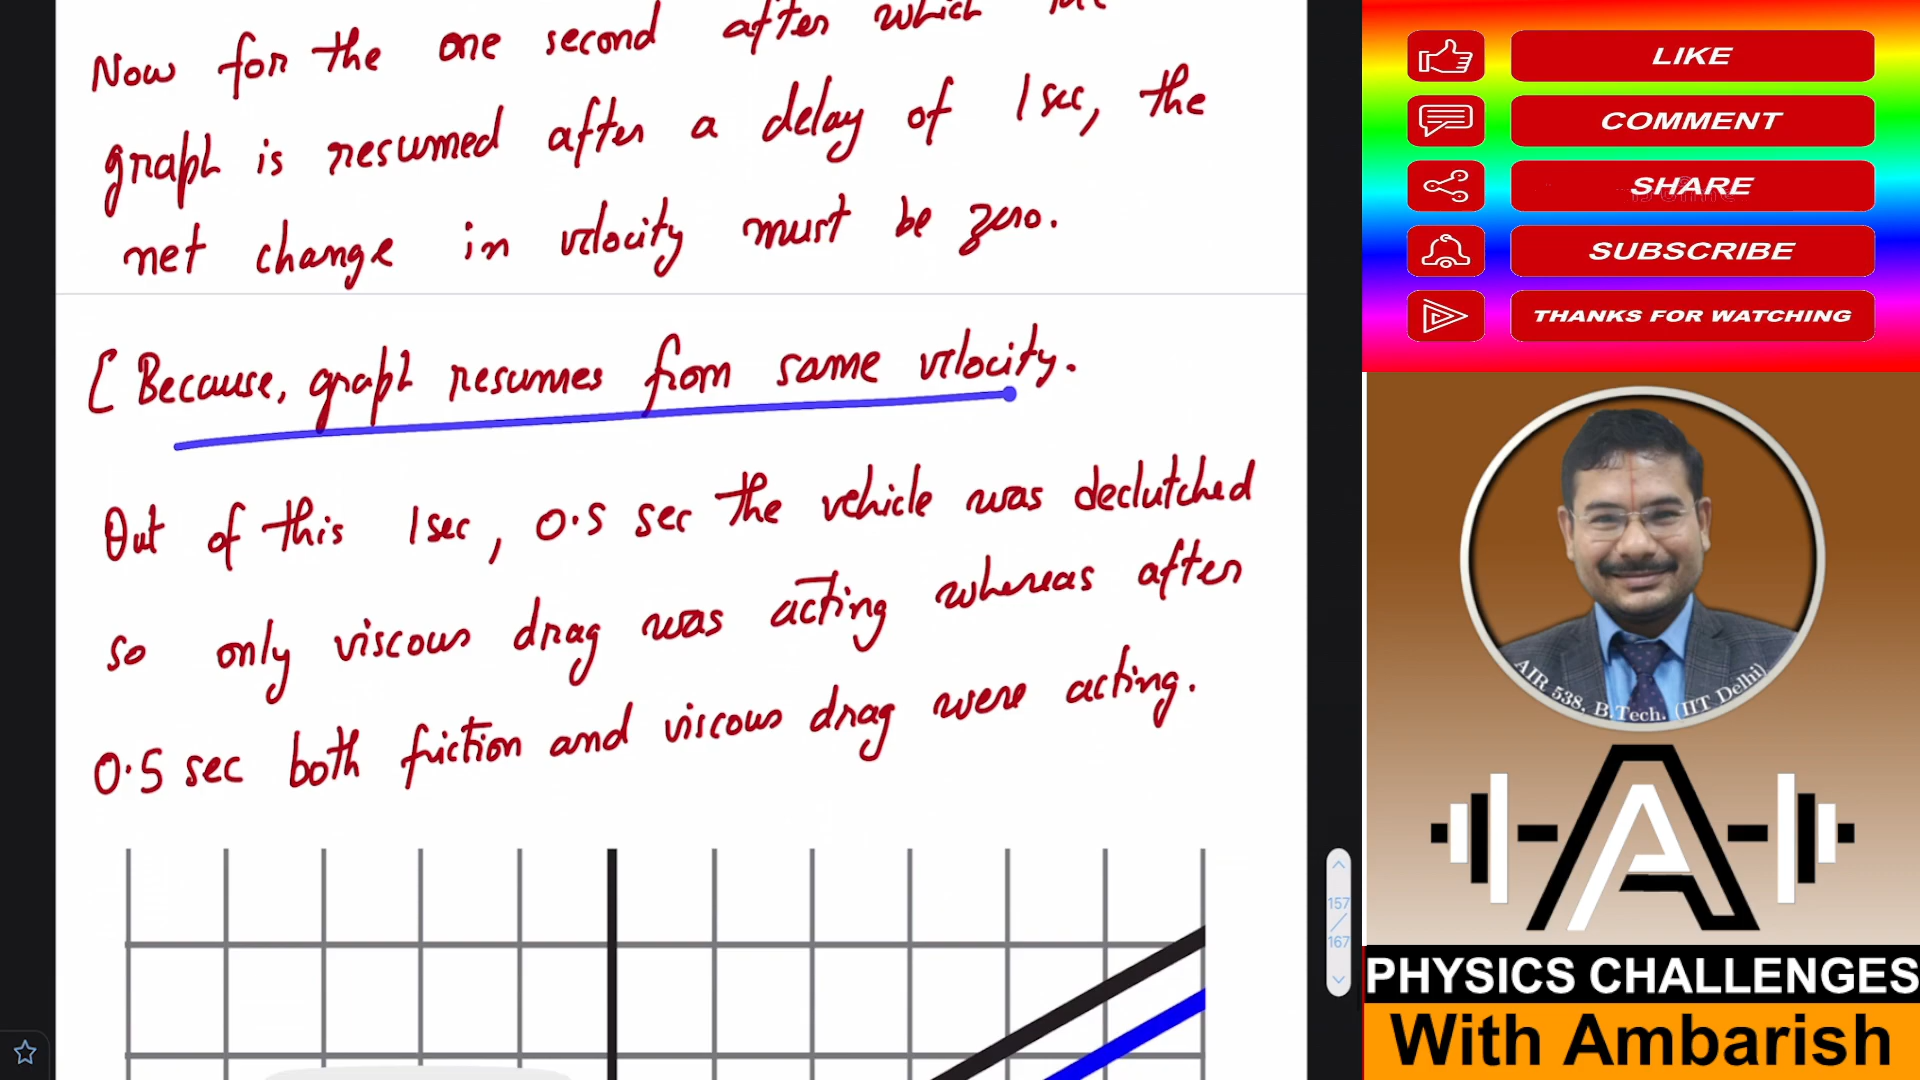 Now for the one second after which the
graph is resumed after a delay of 1 sec, the
net change in velocity must be zero.
[ Because, graph resumes from same velocity.
Out of this 1 sec, 0.5 sec the vehicle was declutched
so only viscous drag was acting whereas after
0.5 sec both friction and viscous drag were acting.
157
/
167
LIKE
COMMENT
SHARE
SUBSCRIBE
THANKS FOR WATCHING
AIR 538, B.Tech. (IIT Delhi)
A
PHYSICS CHALLENGES
With Ambarish